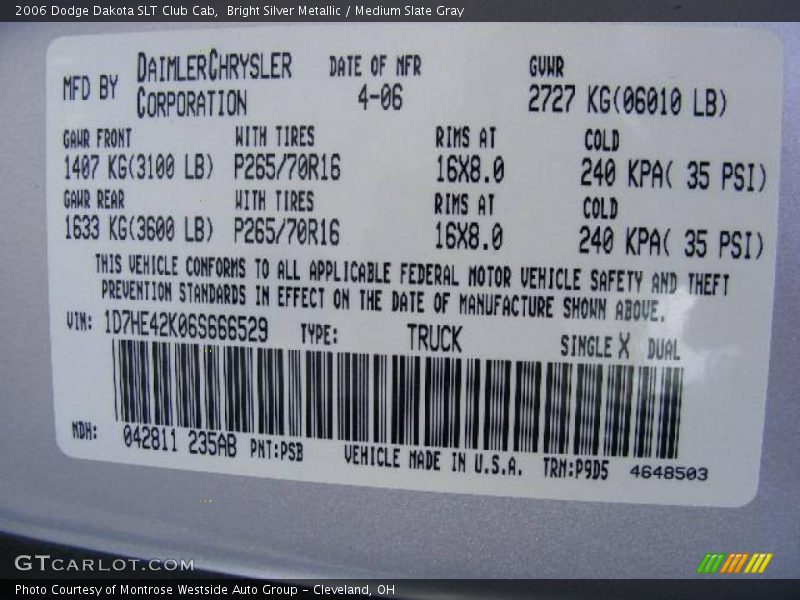 2006 Dodge Dakota SLT Club Cab, Bright Silver Metallic / Medium Slate Gray
MFD BY DAIMLERCHRYSLER CORPORATION DATE OF MFR 4-06 GVWR 2727 KG(06010 LB)
GAWR FRONT WITH TIRES RIMS AT COLD
1407 KG(3100 LB) P265/70R16 16X8.0 240 KPA( 35 PSI)
GAWR REAR WITH TIRES RIMS AT COLD
1633 KG(3600 LB) P265/70R16 16X8.0 240 KPA( 35 PSI)
THIS VEHICLE CONFORMS TO ALL APPLICABLE FEDERAL MOTOR VEHICLE SAFETY AND THEFT
PREVENTION STANDARDS IN EFFECT ON THE DATE OF MANUFACTURE SHOWN ABOVE.
VIN: 1D7HE42K06S666529 TYPE: TRUCK SINGLE X DUAL
MDH: 042811 235AB PNT:PSB VEHICLE MADE IN U.S.A. TRM:P9D5 4648503
GTCARLOT.COM
Photo Courtesy of Montrose Westside Auto Group - Cleveland, OH